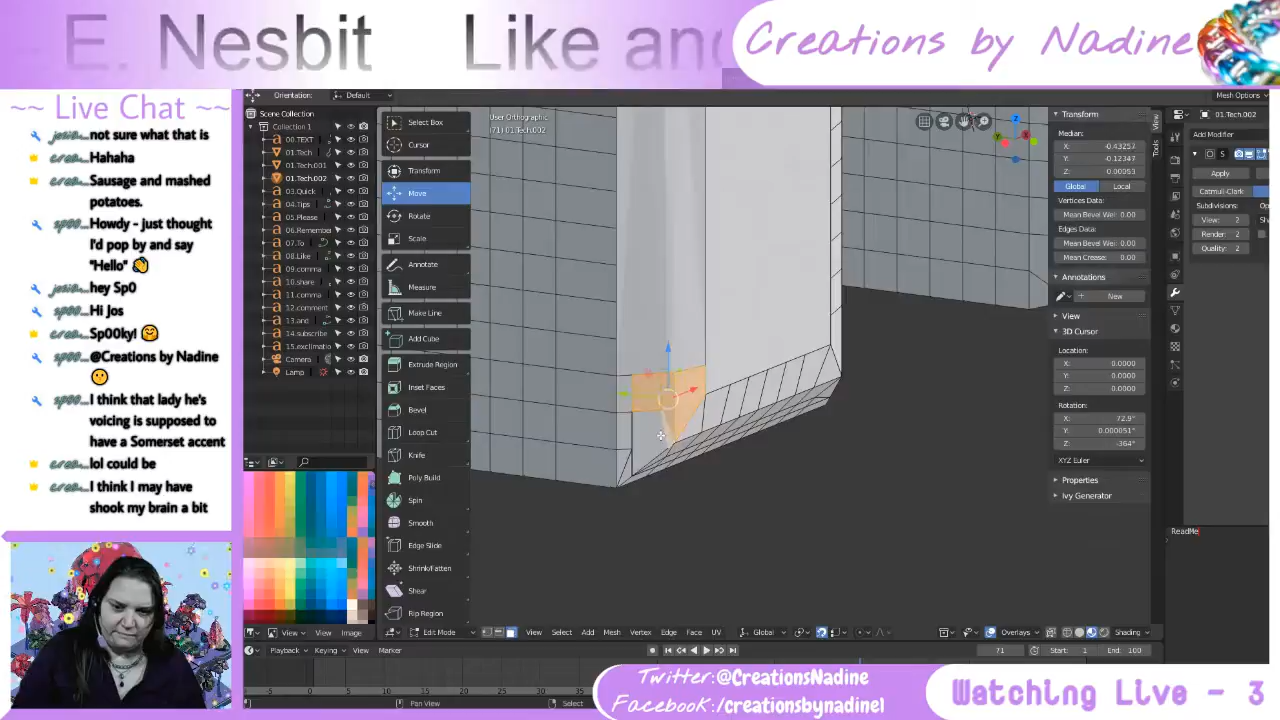 E. Nesbit Like and
Creations by Nadine
~~ Live Chat ~~
not sure what that is
Hahaha
Sausage and mashed
potatoes.
Howdy - just thought
I'd pop by and say
"Hello" 👋
hey Sp0
Hi Jos
Sp00ky! 🤗
@Creations by Nadine
😗
I think that lady he's
voicing is supposed to
have a Somerset accent
lol could be
I think I may have
shook my brain a bit
Orientation: Default
Mesh Options
Scene Collection
Collection 1
00.TEXT
01.Tech
01.Tech.001
01.Tech.002
03.Quick
04.Tips
05.Please
06.Remembe
07.To
08.Like
09.comma
10.share
11.comma
12.comment
13.and
14.subscribe
15.exclimatio
Camera
Lamp
Select Box
Cursor
Transform
Move
Rotate
Scale
Annotate
Measure
Make Line
Add Cube
Extrude Region
Inset Faces
Bevel
Loop Cut
Knife
Poly Build
Spin
Smooth
Edge Slide
Shrink/Fatten
Shear
Rip Region
User Orthographic
(71) 01.Tech.002
Transform
Median:
X: -0.43257
Y: -0.12347
Z: 0.00953
Global Local
Vertices Data:
Mean Bevel Wei: 0.00
Edges Data:
Mean Bevel Wei: 0.00
Mean Crease: 0.00
Annotations
New
View
3D Cursor
Location:
X: 0.0000
Y: 0.0000
Z: 0.0000
Rotation:
X: 72.9°
Y: 0.000051°
Z: -364°
XYZ Euler
Properties
Ivy Generator
View
Tools
01.Tech.002
Add Modifier
S
Apply
Catmull-Clark
Subdivisions: Op
View: 2
Render: 2
Quality: 2
ReadMe
View View Image
Edit Mode View Select Add Mesh Vertex Edge Face UV Global Overlays Shading
Playback Keying View Marker
71 Start: 1 End: 100
-5 0 5 10 15 20 25
Pan View Select
Twitter:@CreationsNadine
Facebook:/creationsbynadine1
Watching Live - 3